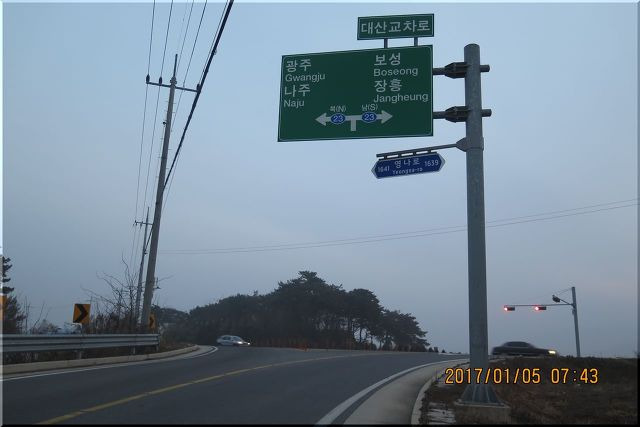 대산교차로
광주
Gwangju
나주
Naju
보성
Boseong
장흥
Jangheung
북(N)
23
남(S)
23
1641 영나로 1639
Yeongna-ro
2017/01/05 07:43